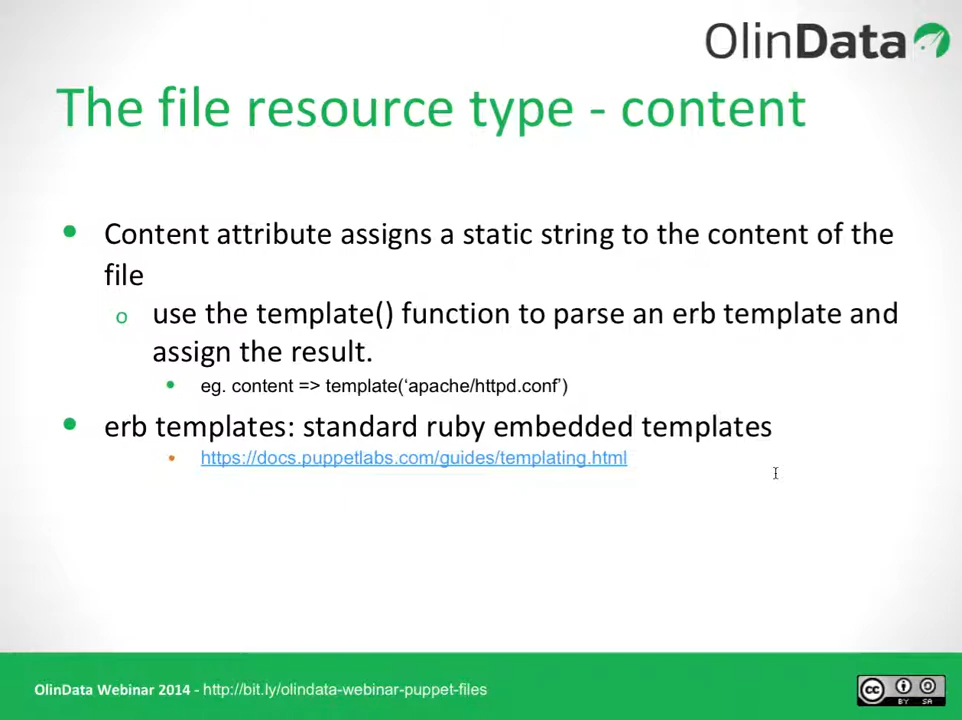 OlinData
The file resource type - content
• Content attribute assigns a static string to the content of the
file
o use the template() function to parse an erb template and
assign the result.
• eg. content => template(‘apache/httpd.conf’)
• erb templates: standard ruby embedded templates
• https://docs.puppetlabs.com/guides/templating.html
OlinData Webinar 2014 - http://bit.ly/olindata-webinar-puppet-files
cc BY SA